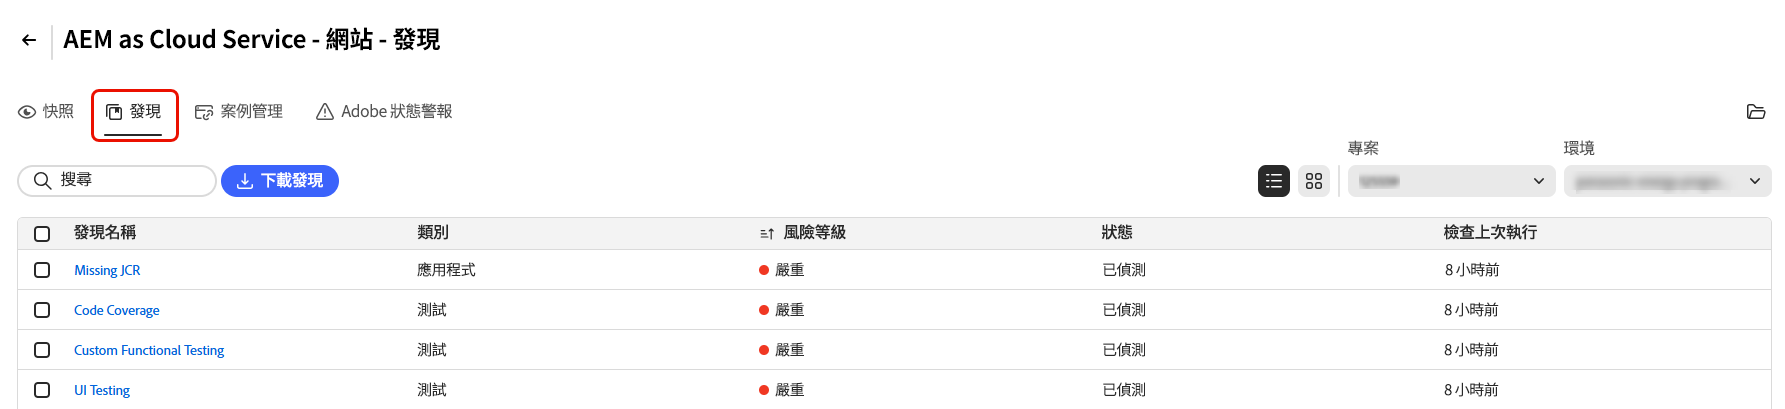 AEM as Cloud Service - 網站 - 發現
快照 發現 案例管理 Adobe 狀態警報
專案 環境
搜尋 下載發現
發現名稱 類別 風險等級 狀態 檢查上次執行
Missing JCR 應用程式 嚴重 已偵測 8 小時前
Code Coverage 測試 嚴重 已偵測 8 小時前
Custom Functional Testing 測試 嚴重 已偵測 8 小時前
UI Testing 測試 嚴重 已偵測 8 小時前